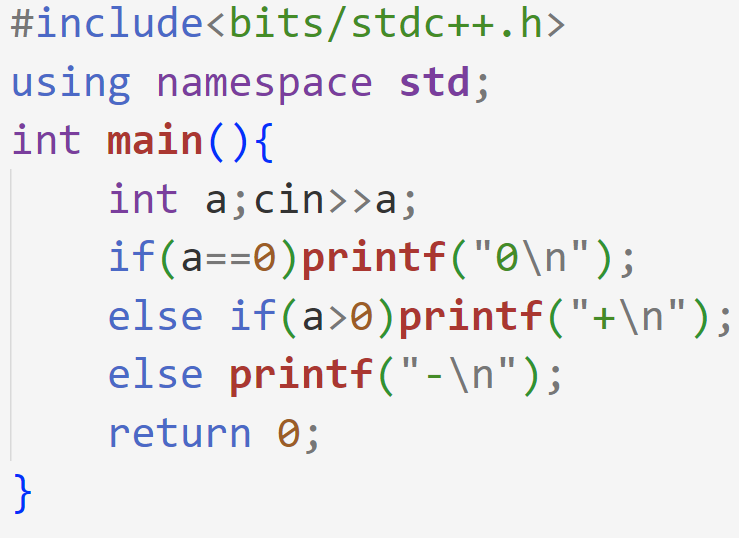 #include<bits/stdc++.h>
using namespace std;
int main(){
    int a;cin>>a;
    if(a==0)printf("0\n");
    else if(a>0)printf("+\n");
    else printf("-\n");
    return 0;
}